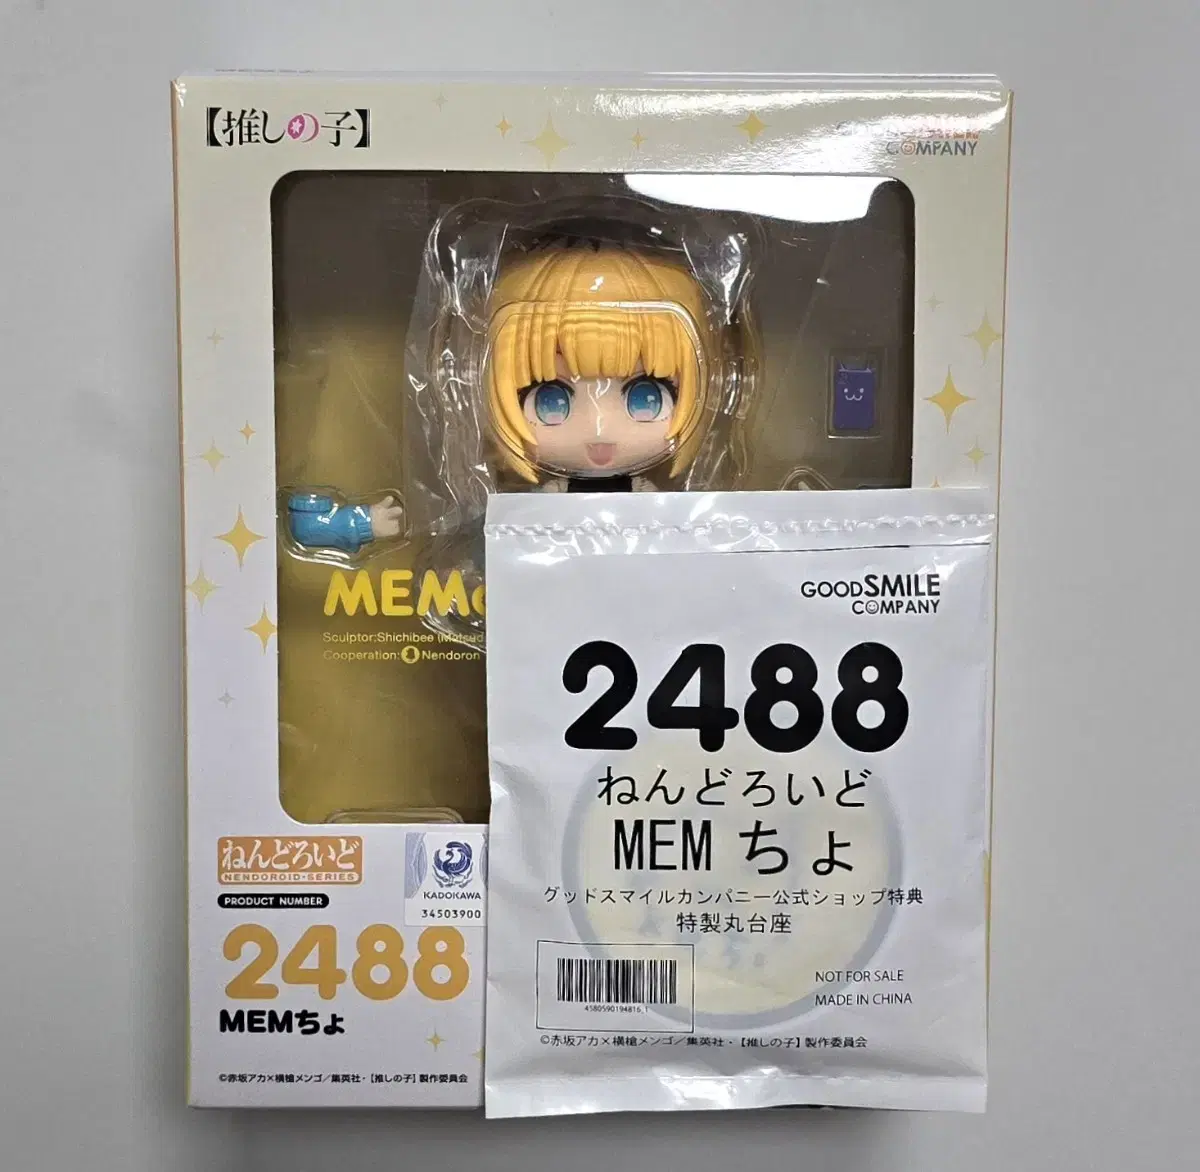 【推しの子】
GOOD SMILE
COMPANY
MEMc
Sculptor:Shichibee (Matsud
Cooperation: Nendoron
ねんどろいど
NENDOROID-SERIES
PRODUCT NUMBER
KADOKAWA
34503900
2488
MEMちょ
©赤坂アカ×横槍メンゴ／集英社・【推しの子】製作委員会
GOODSMILE
COMPANY
2488
ねんどろいど
MEM ちょ
グッドスマイルカンパニー公式ショップ特典
特製丸台座
NOT FOR SALE
MADE IN CHINA
4580590194816_1
©赤坂アカ×横槍メンゴ／集英社・【推しの子】製作委員会